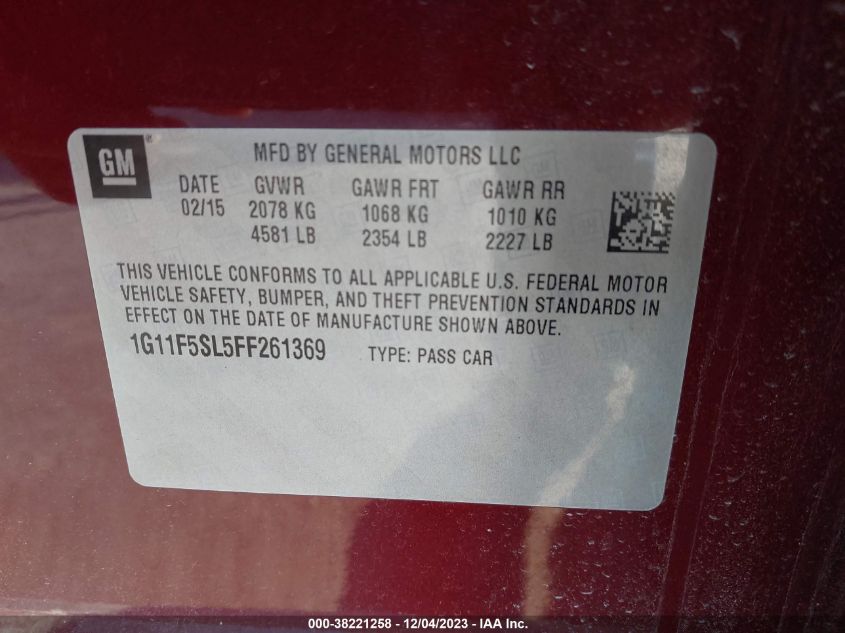 GM
MFD BY GENERAL MOTORS LLC
DATE GVWR GAWR FRT GAWR RR
02/15 2078 KG 1068 KG 1010 KG
4581 LB 2354 LB 2227 LB
THIS VEHICLE CONFORMS TO ALL APPLICABLE U.S. FEDERAL MOTOR
VEHICLE SAFETY, BUMPER, AND THEFT PREVENTION STANDARDS IN
EFFECT ON THE DATE OF MANUFACTURE SHOWN ABOVE.
1G11F5SL5FF261369 TYPE: PASS CAR
000-38221258 - 12/04/2023 - IAA Inc.